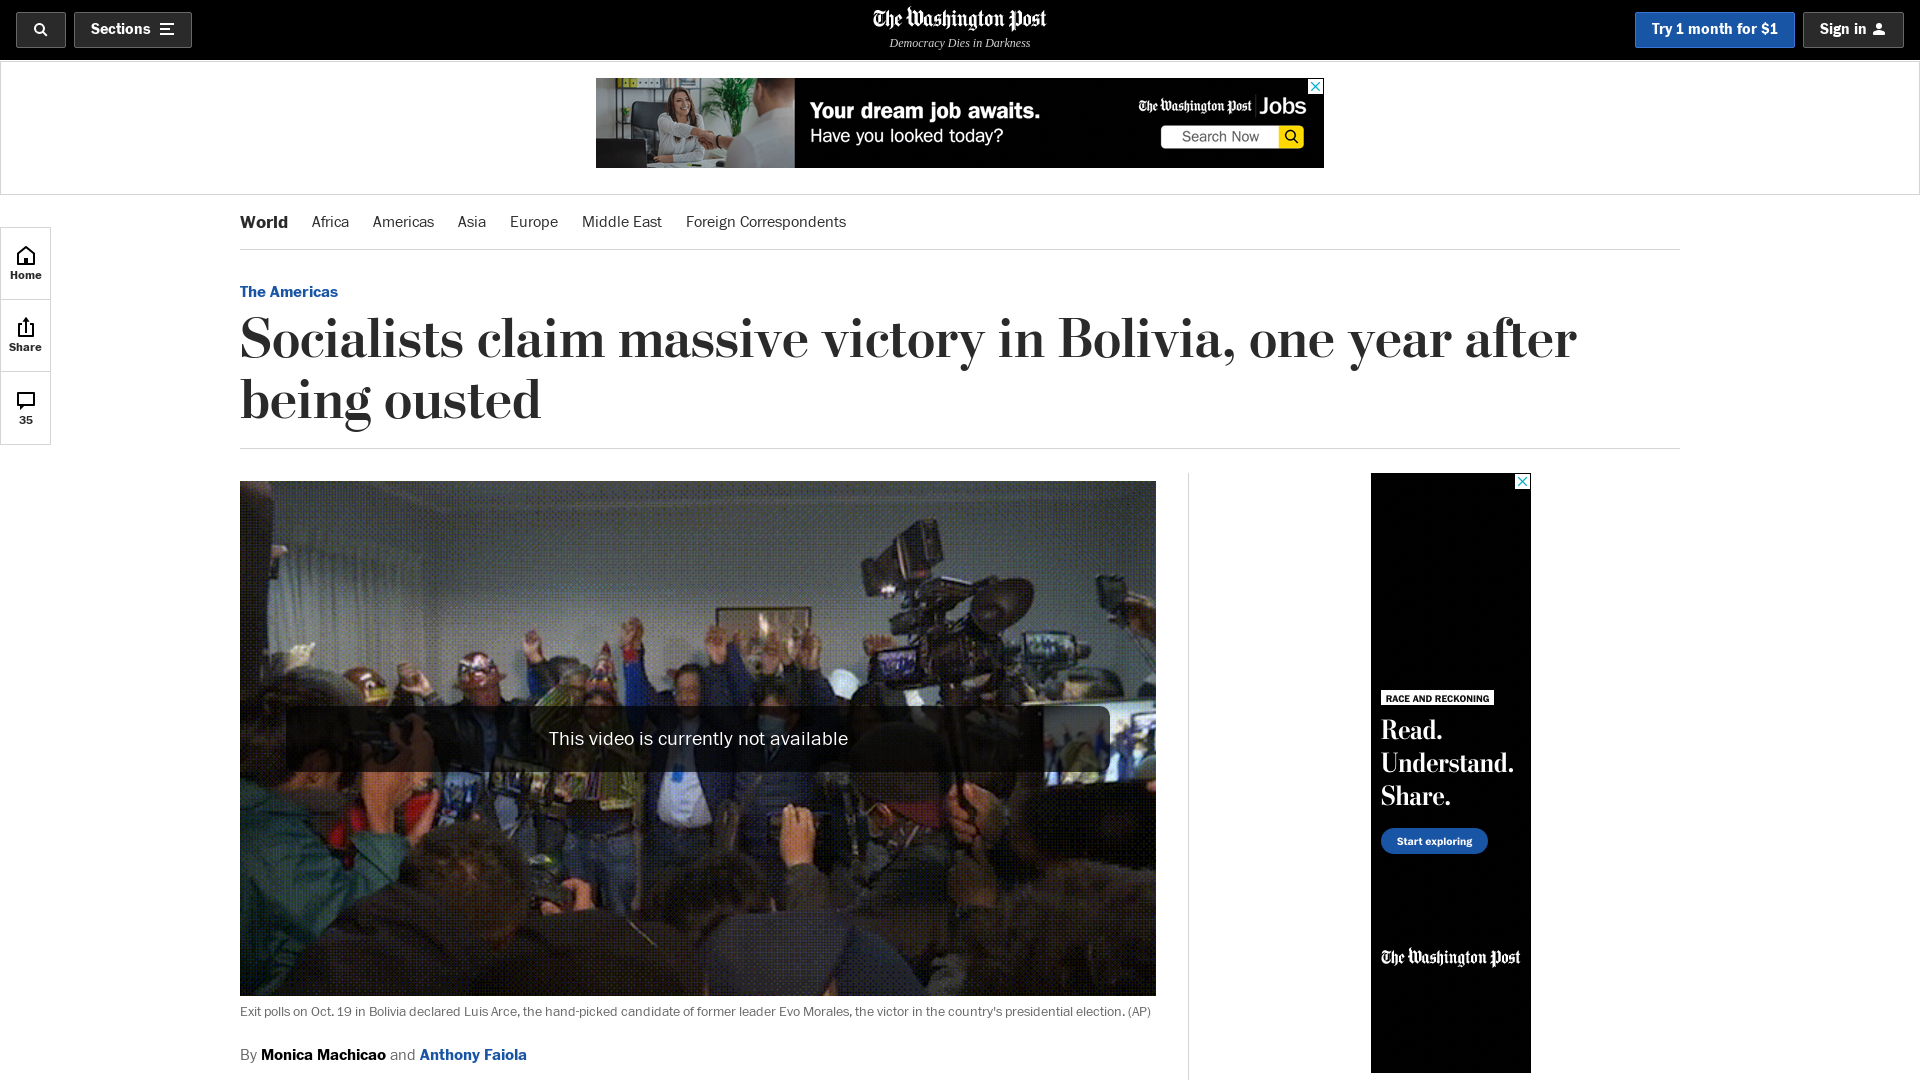 Sections
The Washington Post
Democracy Dies in Darkness
Try 1 month for $1
Sign in
Your dream job awaits.
Have you looked today?
The Washington Post Jobs
Search Now
World
Africa
Americas
Asia
Europe
Middle East
Foreign Correspondents
Home
Share
35
The Americas
Socialists claim massive victory in Bolivia, one year after
being ousted
This video is currently not available
Exit polls on Oct. 19 in Bolivia declared Luis Arce, the hand-picked candidate of former leader Evo Morales, the victor in the country's presidential election. (AP)
By Monica Machicao and Anthony Faiola
RACE AND RECKONING
Read.
Understand.
Share.
Start exploring
The Washington Post